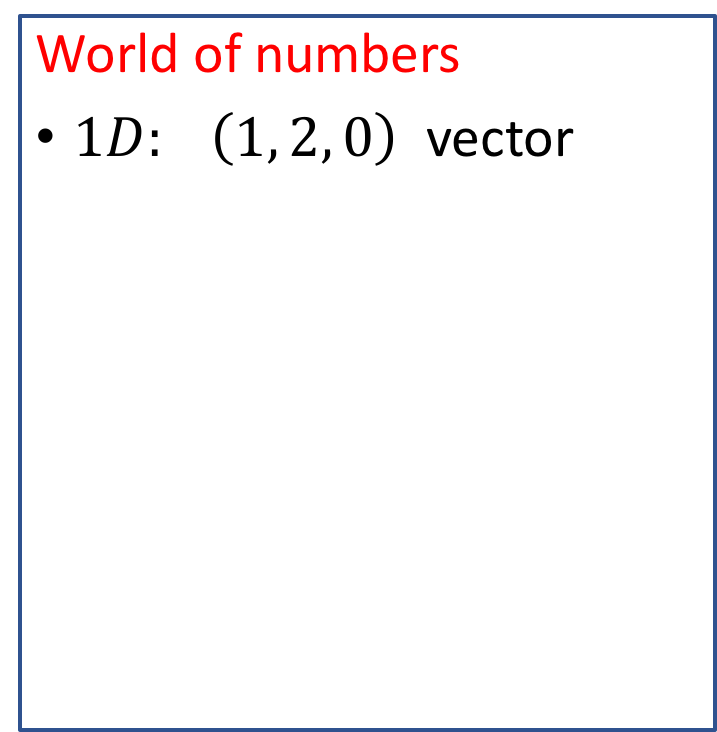 World of numbers
• 1D: (1, 2, 0) vector